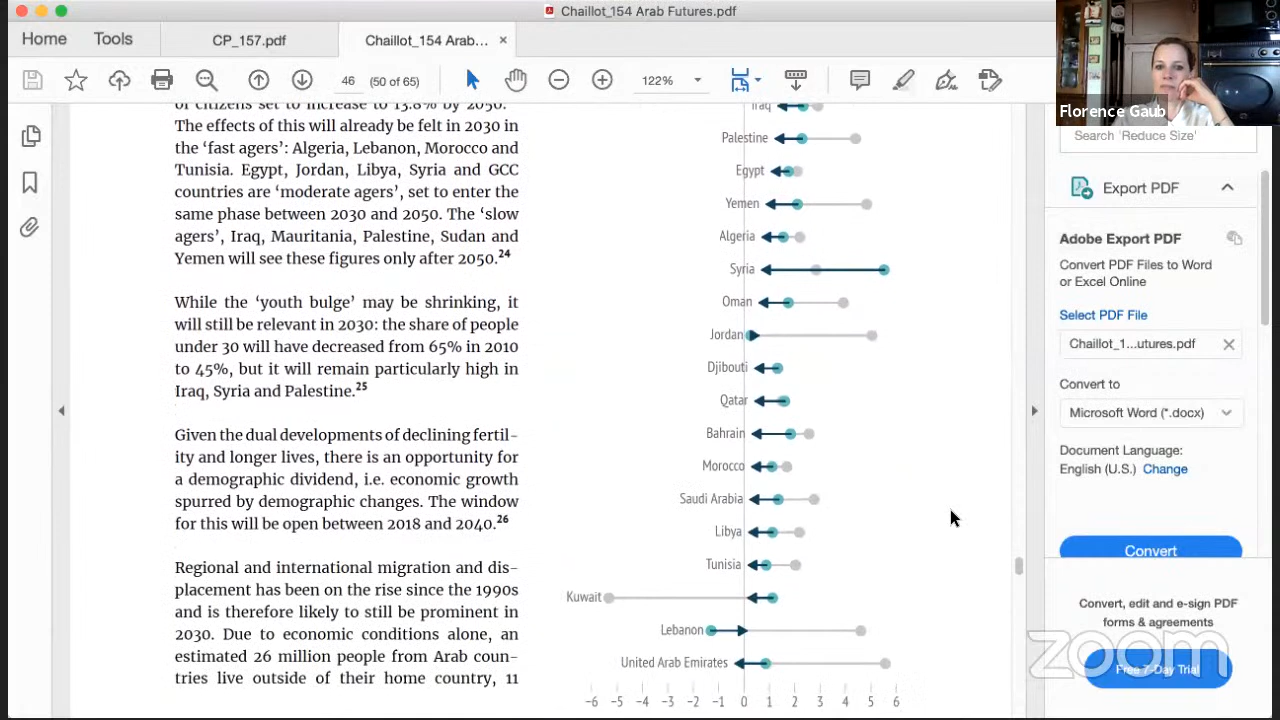 Chaillot_154 Arab Futures.pdf
Home
Tools
CP_157.pdf
Chaillot_154 Arab...
×
46
(50 of 65)
122%
Florence Gaub
of citizens set to increase to 13.8% by 2050.
The effects of this will already be felt in 2030 in
the ‘fast agers’: Algeria, Lebanon, Morocco and
Tunisia. Egypt, Jordan, Libya, Syria and GCC
countries are ‘moderate agers’, set to enter the
same phase between 2030 and 2050. The ‘slow
agers’, Iraq, Mauritania, Palestine, Sudan and
Yemen will see these figures only after 2050.24
While the ‘youth bulge’ may be shrinking, it
will still be relevant in 2030: the share of people
under 30 will have decreased from 65% in 2010
to 45%, but it will remain particularly high in
Iraq, Syria and Palestine.25
Given the dual developments of declining fertil-
ity and longer lives, there is an opportunity for
a demographic dividend, i.e. economic growth
spurred by demographic changes. The window
for this will be open between 2018 and 2040.26
Regional and international migration and dis-
placement has been on the rise since the 1990s
and is therefore likely to still be prominent in
2030. Due to economic conditions alone, an
estimated 26 million people from Arab coun-
tries live outside of their home country, 11
Iraq
Palestine
Egypt
Yemen
Algeria
Syria
Oman
Jordan
Djibouti
Qatar
Bahrain
Morocco
Saudi Arabia
Libya
Tunisia
Kuwait
Lebanon
United Arab Emirates
−6 −5 −4 −3 −2 −1 0 1 2 3 4 5 6
Search 'Reduce Size'
Export PDF
Adobe Export PDF
Convert PDF Files to Word
or Excel Online
Select PDF File
Chaillot_1...utures.pdf
Convert to
Microsoft Word (*.docx)
Document Language:
English (U.S.) Change
Convert
Convert, edit and e-sign PDF
forms & agreements
Free 7-Day Trial
zoom